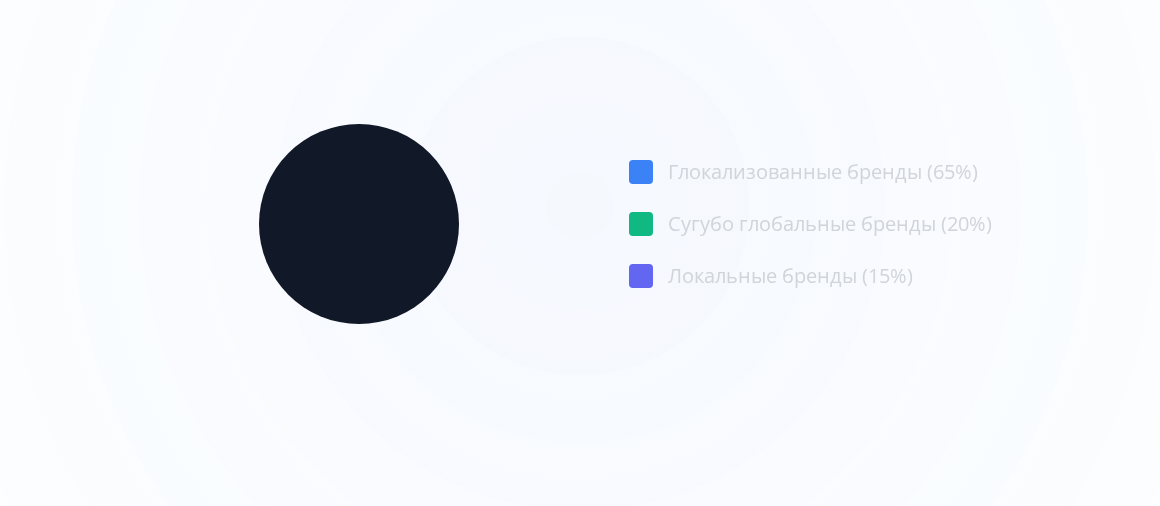 Глокализованные бренды (65%)
Сугубо глобальные бренды (20%)
Локальные бренды (15%)